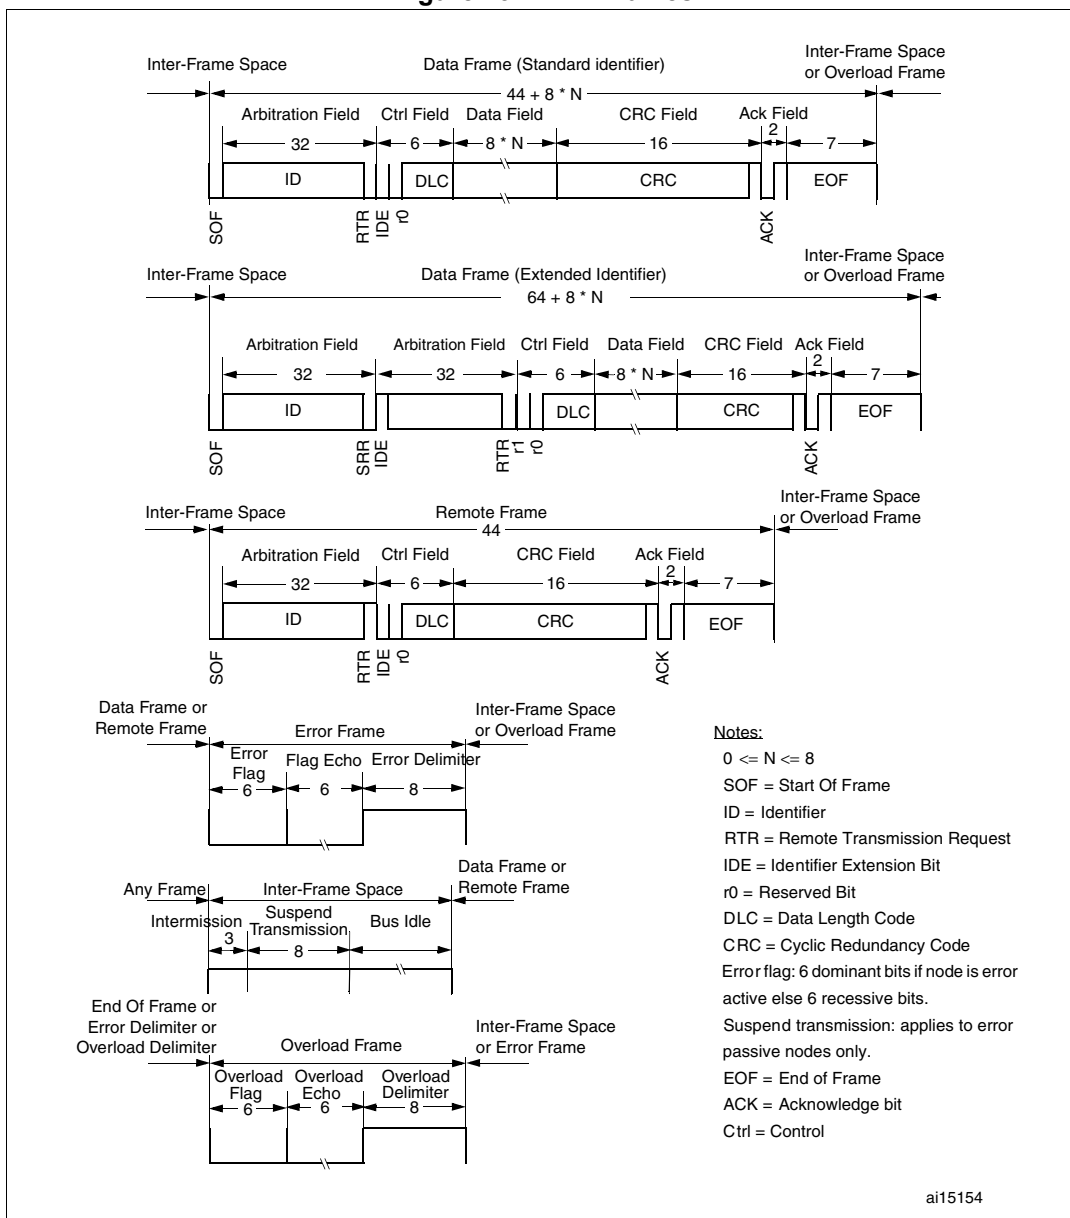 Inter-Frame Space
Data Frame (Standard identifier)
Inter-Frame Space
or Overload Frame
44 + 8 * N
Arbitration Field
Ctrl Field
Data Field
CRC Field
Ack Field
32
6
8 * N
16
2
7
ID
DLC
CRC
EOF
SOF
RTR
IDE
r0
ACK
Inter-Frame Space
Data Frame (Extended Identifier)
Inter-Frame Space
or Overload Frame
64 + 8 * N
Arbitration Field
Arbitration Field
Ctrl Field
Data Field
CRC Field
Ack Field
32
32
6
8 * N
16
2
7
ID
DLC
CRC
EOF
SOF
SRR
IDE
RTR
r1
r0
ACK
Inter-Frame Space
Remote Frame
Inter-Frame Space
or Overload Frame
44
Arbitration Field
Ctrl Field
CRC Field
Ack Field
32
6
16
2
7
ID
DLC
CRC
EOF
SOF
RTR
IDE
r0
ACK
Data Frame or
Remote Frame
Error Frame
Inter-Frame Space
or Overload Frame
Error
Flag
Flag Echo
Error Delimiter
6
6
8
Any Frame
Inter-Frame Space
Data Frame or
Remote Frame
Intermission
3
Suspend
Transmission
8
Bus Idle
End Of Frame or
Error Delimiter or
Overload Delimiter
Overload Frame
Inter-Frame Space
or Error Frame
Overload
Flag
Overload
Echo
Overload
Delimiter
6
6
8
Notes:
0 <= N <= 8
SOF = Start Of Frame
ID = Identifier
RTR = Remote Transmission Request
IDE = Identifier Extension Bit
r0 = Reserved Bit
DLC = Data Length Code
CRC = Cyclic Redundancy Code
Error flag: 6 dominant bits if node is error
active else 6 recessive bits.
Suspend transmission: applies to error
passive nodes only.
EOF = End of Frame
ACK = Acknowledge bit
Ctrl = Control
ai15154